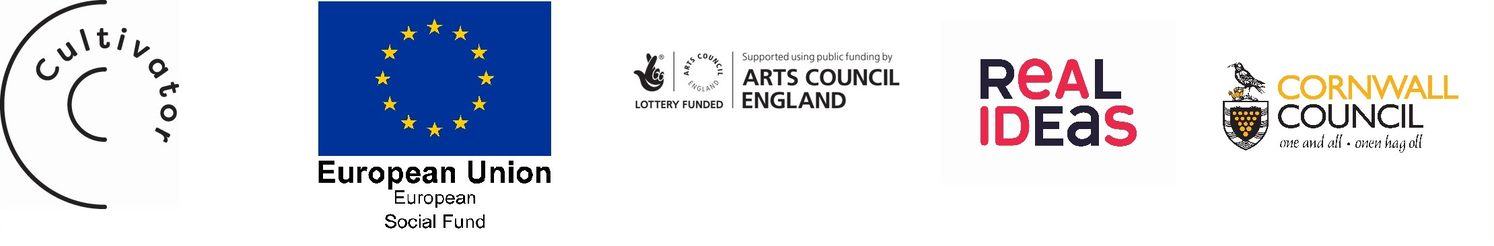 Cultivator
European Union
European
Social Fund
LOTTERY FUNDED
ARTS COUNCIL
ENGLAND
Supported using public funding by
ARTS COUNCIL
ENGLAND
ReAL
IDEas
CORNWALL
COUNCIL
one and all • onen hag oll